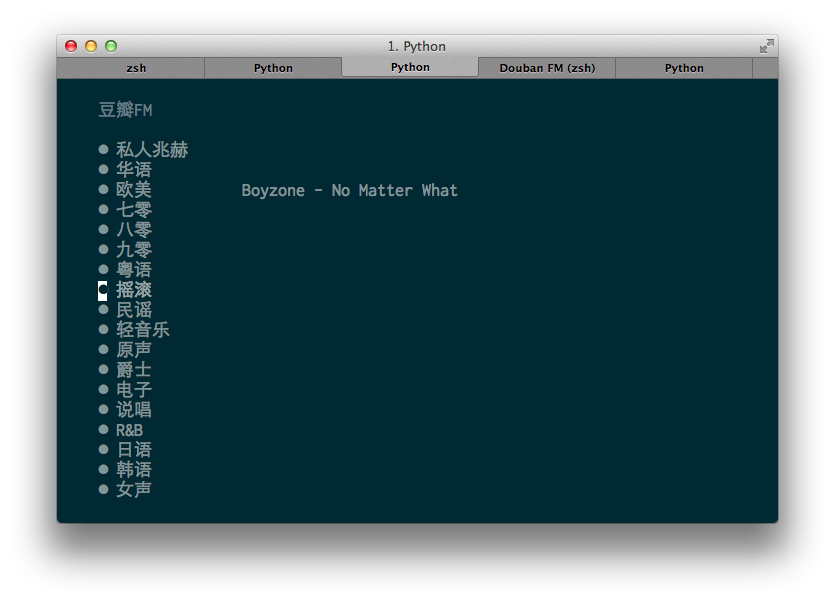 1. Python
zsh Python Python Douban FM (zsh) Python
豆瓣FM
● 私人兆赫
● 华语
● 欧美 Boyzone - No Matter What
● 七零
● 八零
● 九零
● 粤语
● 摇滚
● 民谣
● 轻音乐
● 原声
● 爵士
● 电子
● 说唱
● R&B
● 日语
● 韩语
● 女声